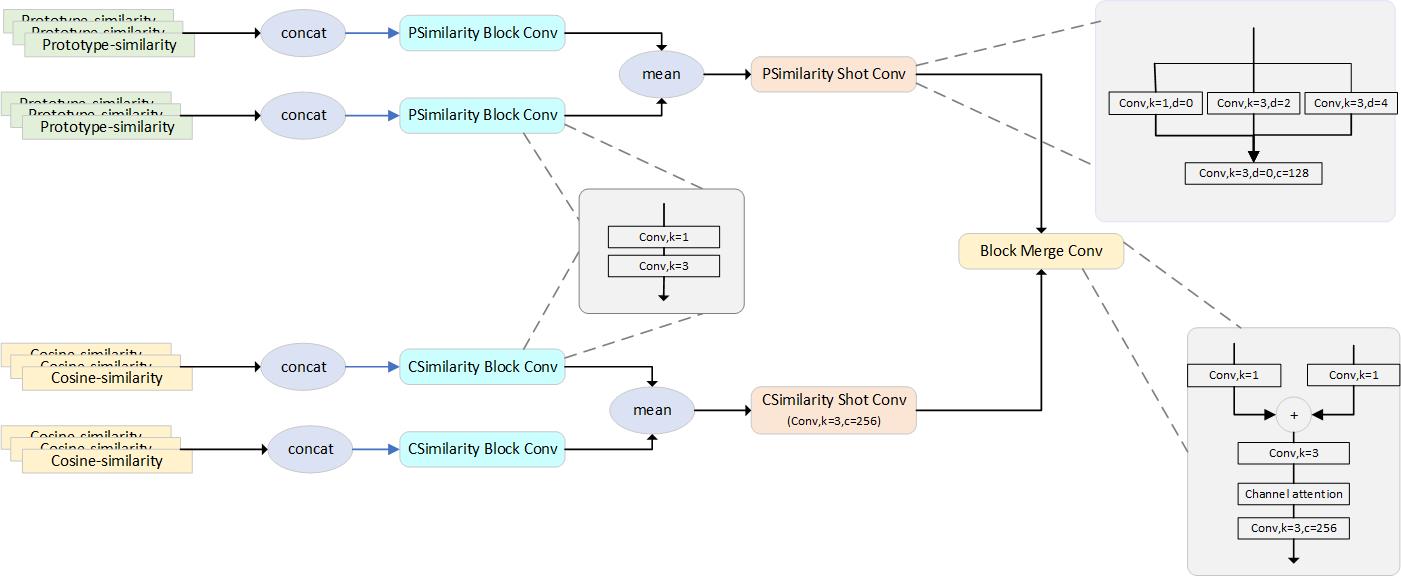 Prototype-similarity
Prototype-similarity
Prototype-similarity
concat
PSimilarity Block Conv
mean
PSimilarity Shot Conv
Prototype-similarity
Prototype-similarity
Prototype-similarity
concat
PSimilarity Block Conv
Conv,k=1,d=0
Conv,k=3,d=2
Conv,k=3,d=4
Conv,k=3,d=0,c=128
Conv,k=1
Conv,k=3
Block Merge Conv
Cosine-similarity
Cosine-similarity
Cosine-similarity
concat
CSimilarity Block Conv
mean
CSimilarity Shot Conv
(Conv,k=3,c=256)
Cosine-similarity
Cosine-similarity
Cosine-similarity
concat
CSimilarity Block Conv
Conv,k=1
Conv,k=1
+
Conv,k=3
Channel attention
Conv,k=3,c=256